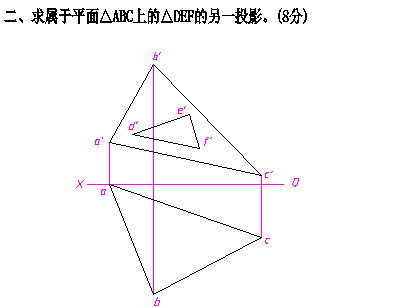 二、求属于平面△ABC上的△DEF的另一投影。(8分)
b'
e'
d'
a'
f'
c'
X
O
a
c
b